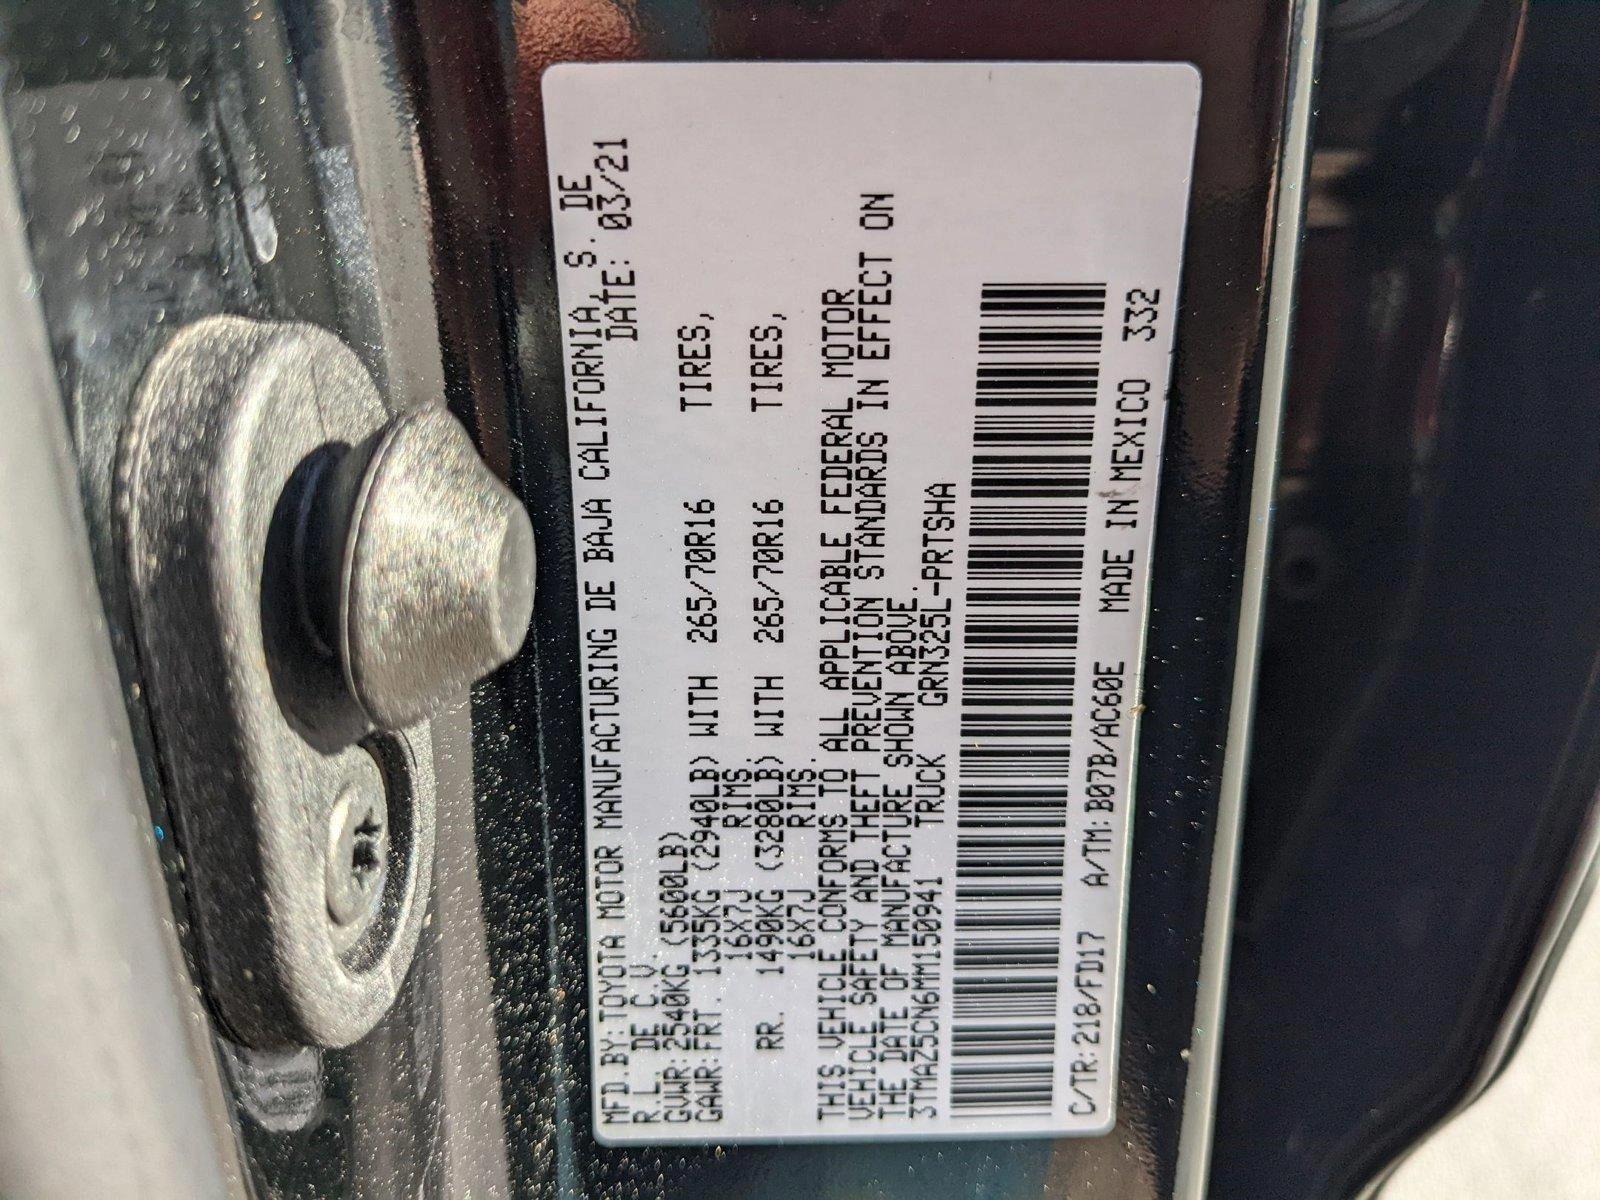 MFD.BY:TOYOTA MOTOR MANUFACTURING DE BAJA CALIFORNIA, S. DE
R.L. DE C.V. DATE: 03/21
GVWR:2540KG (5600LB)
GAWR:FRT. 1335KG (2940LB) WITH 265/70R16 TIRES,
16X7J RIMS,
RR. 1490KG (3280LB) WITH 265/70R16 TIRES,
16X7J RIMS.
THIS VEHICLE CONFORMS TO ALL APPLICABLE FEDERAL MOTOR
VEHICLE SAFETY AND THEFT PREVENTION STANDARDS IN EFFECT ON
THE DATE OF MANUFACTURE SHOWN ABOVE.
3TMAZ5CN6MM150941 TRUCK GRN325L-PRTSHA
C/TR:218/FD17 A/TM:B07B/AC60E MADE IN MEXICO 332